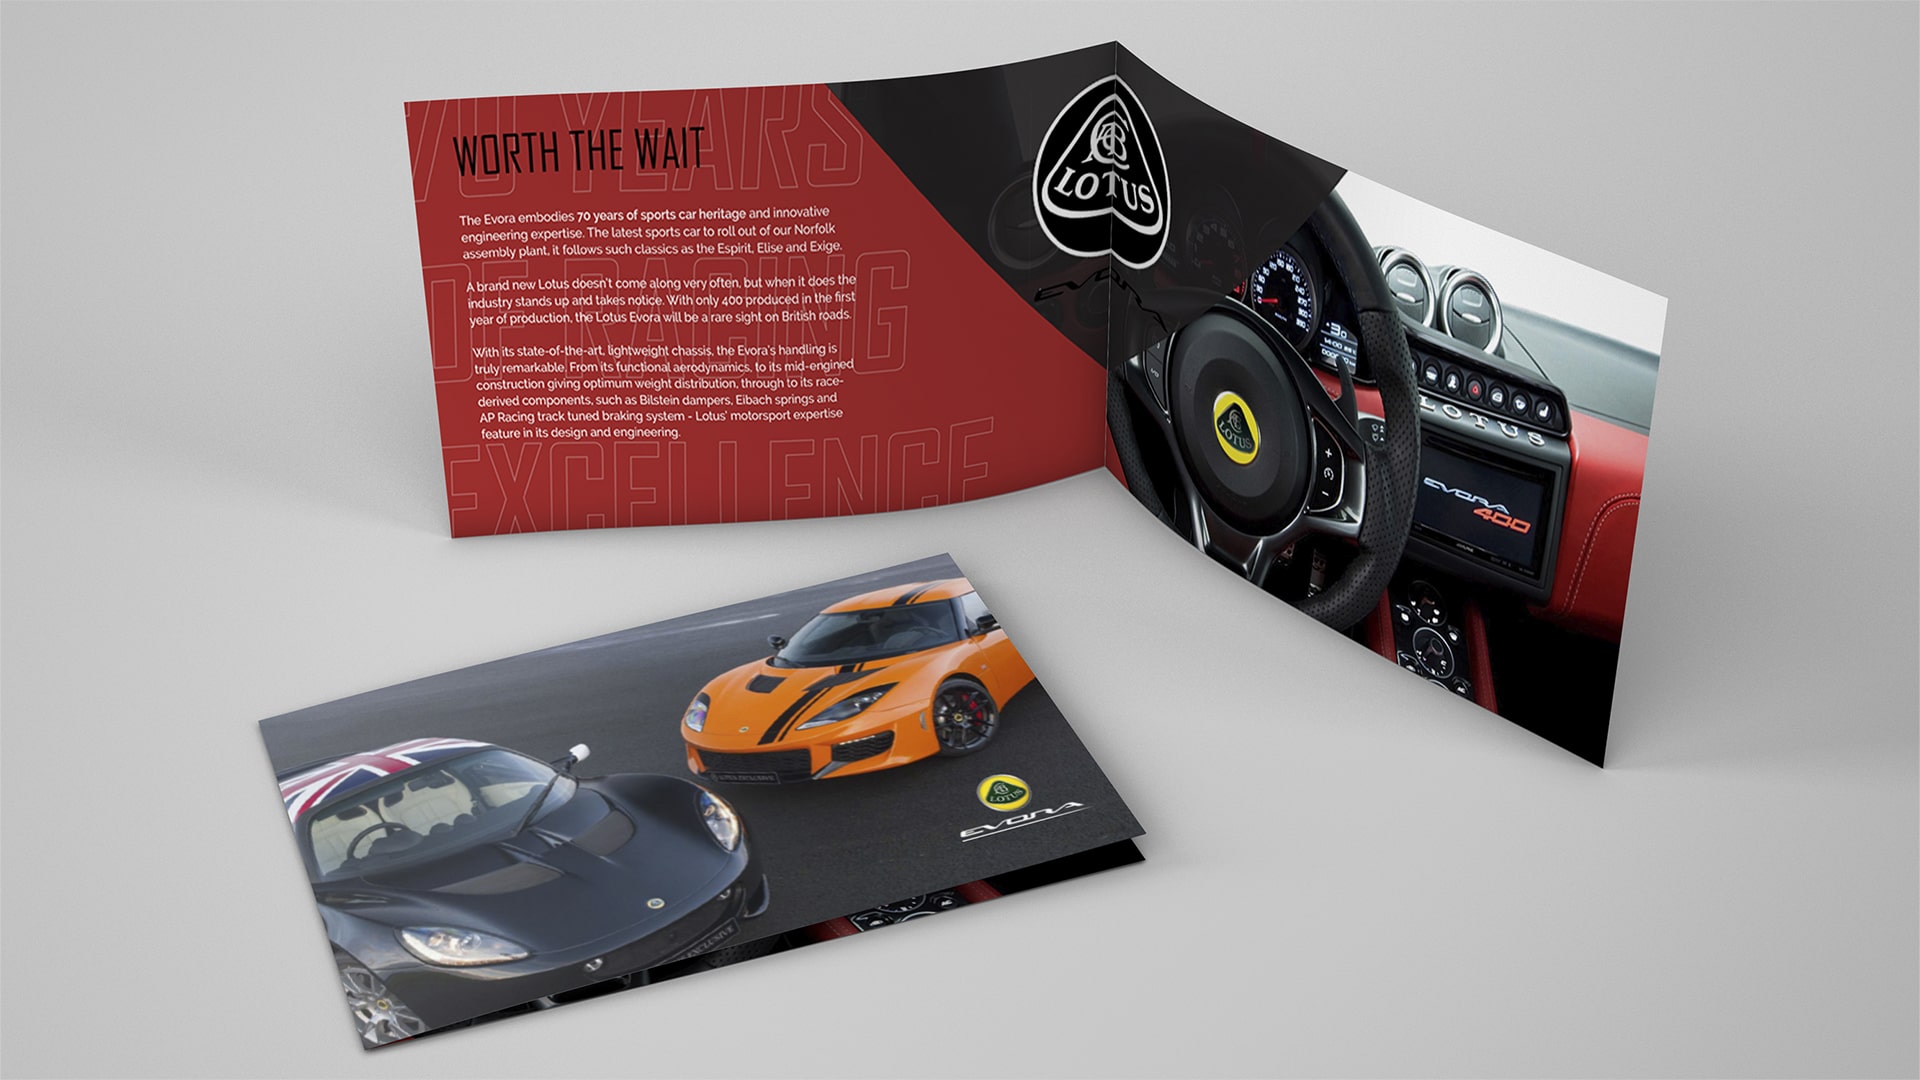 70 YEARS
OF RACING
EXCELLENCE
WORTH THE WAIT
The Evora embodies 70 years of sports car heritage and innovative
engineering expertise. The latest sports car to roll out of our Norfolk
assembly plant, it follows such classics as the Espirit, Elise and Exige.
A brand new Lotus doesn't come along very often, but when it does the
industry stands up and takes notice. With only 400 produced in the first
year of production, the Lotus Evora will be a rare sight on British roads.
With its state-of-the-art, lightweight chassis, the Evora's handling is
truly remarkable. From its functional aerodynamics, to its mid-engined
construction giving optimum weight distribution, through to its race-
derived components, such as Bilstein dampers, Eibach springs and
AP Racing track tuned braking system - Lotus' motorsport expertise
feature in its design and engineering.
LOTUS
EVORA
LOTUS
LOTUS
EVORA
400
LOTUS
EVORA